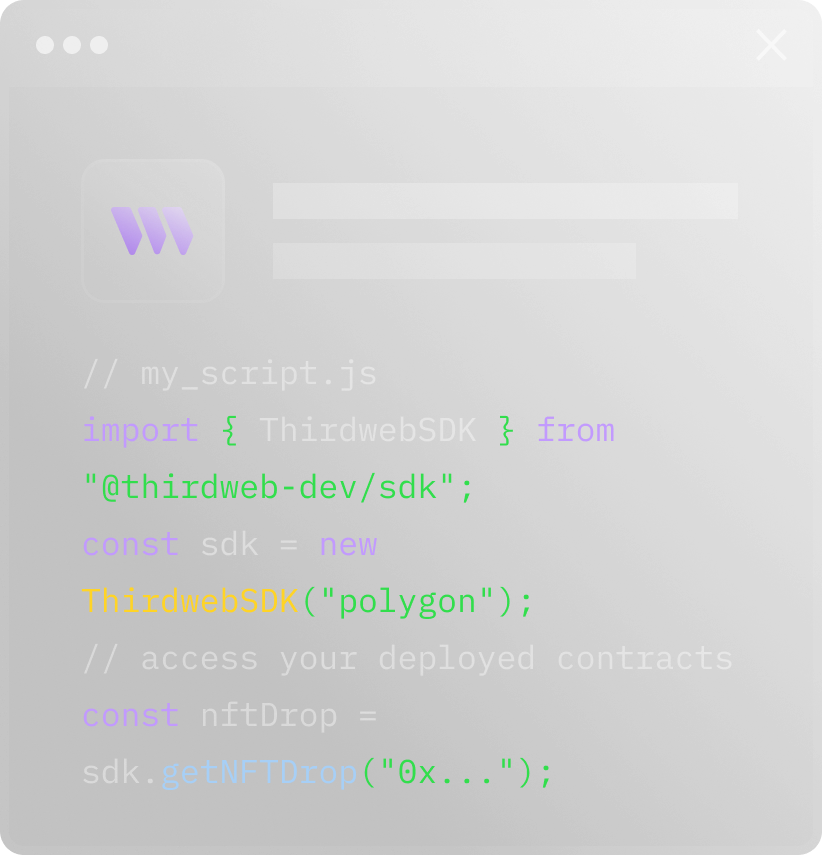 // my_script.js
import { ThirdwebSDK } from
"@thirdweb-dev/sdk";
const sdk = new
ThirdwebSDK("polygon");
// access your deployed contracts
const nftDrop =
sdk.getNFTDrop("0x...");